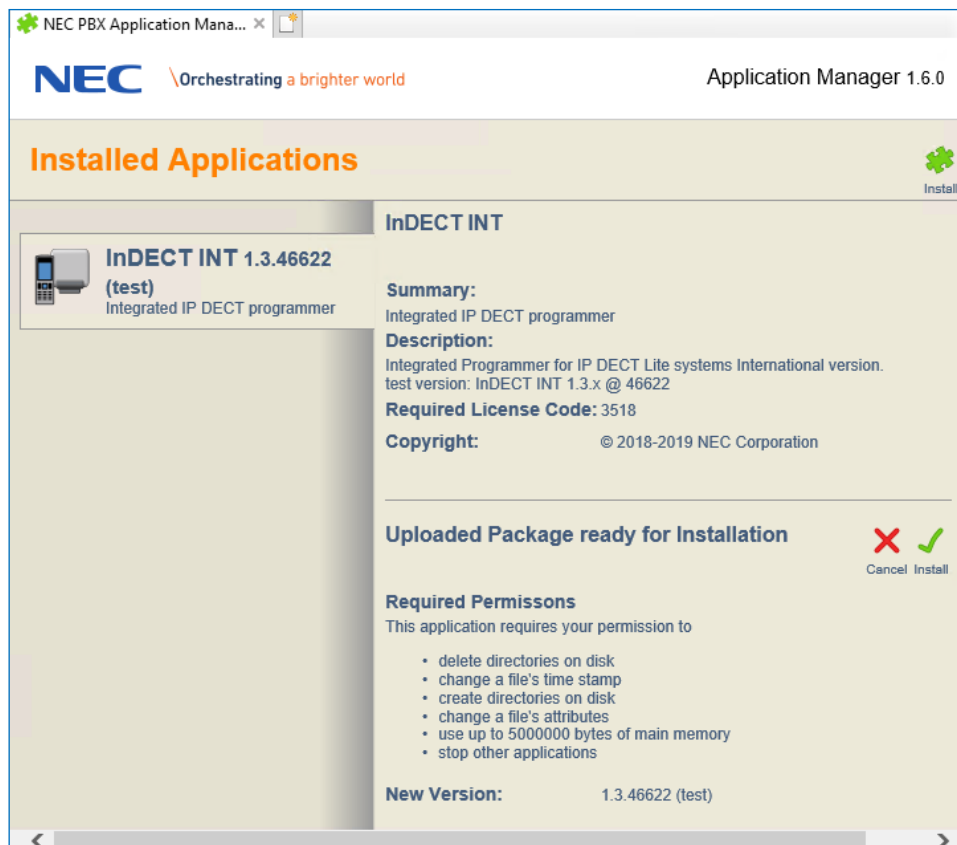 NEC PBX Application Mana...
NEC \Orchestrating a brighter world
Application Manager 1.6.0
Installed Applications
Install
InDECT INT 1.3.46622
(test)
Integrated IP DECT programmer
InDECT INT
Summary:
Integrated IP DECT programmer
Description:
Integrated Programmer for IP DECT Lite systems International version.
test version: InDECT INT 1.3.x @ 46622
Required License Code: 3518
Copyright: © 2018-2019 NEC Corporation
Uploaded Package ready for Installation
Cancel Install
Required Permissons
This application requires your permission to
• delete directories on disk
• change a file's time stamp
• create directories on disk
• change a file's attributes
• use up to 5000000 bytes of main memory
• stop other applications
New Version: 1.3.46622 (test)